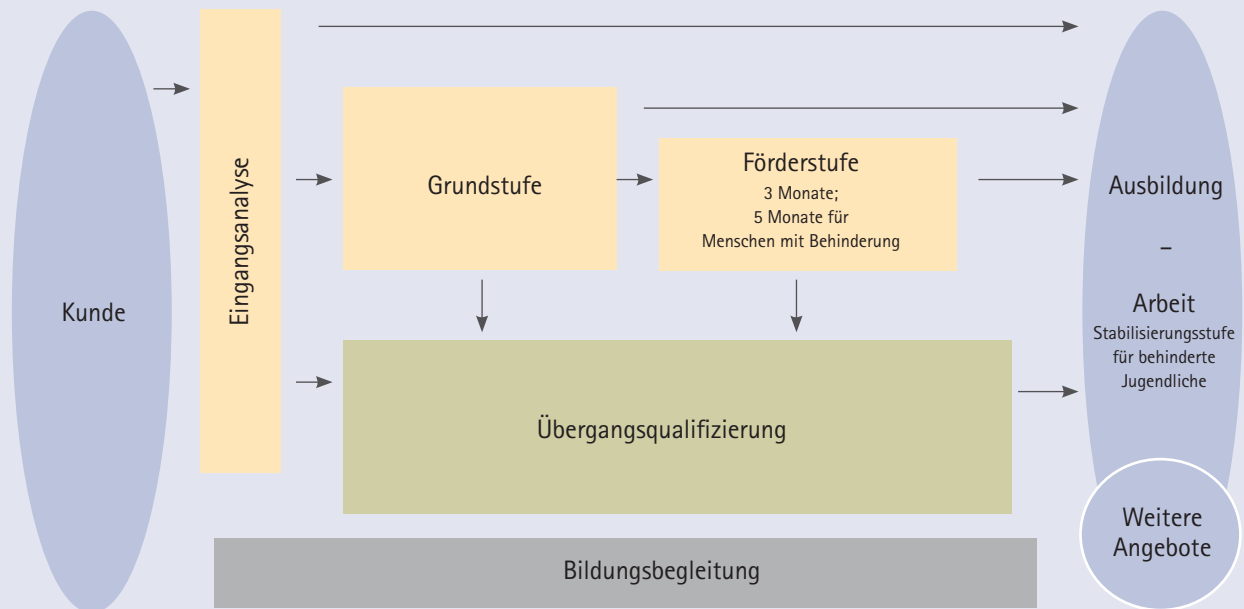 Kunde
Eingangsanalyse
Grundstufe
Förderstufe
3 Monate;
5 Monate für
Menschen mit Behinderung
Übergangsqualifizierung
Bildungsbegleitung
Ausbildung
–
Arbeit
Stabilisierungsstufe
für behinderte
Jugendliche
Weitere
Angebote